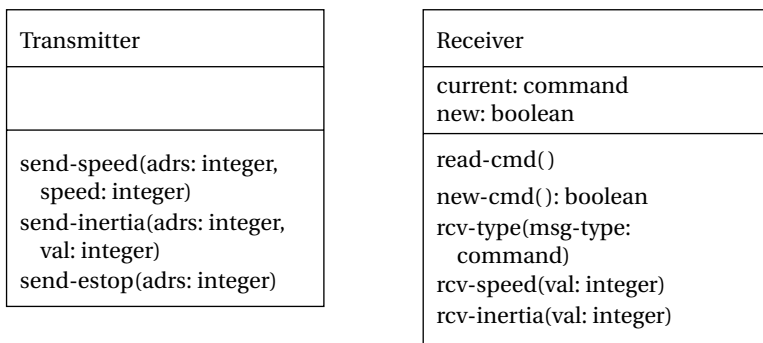 Transmitter
send-speed(adrs: integer,
speed: integer)
send-inertia(adrs: integer,
val: integer)
send-estop(adrs: integer)
Receiver
current: command
new: boolean
read-cmd()
new-cmd(): boolean
rcv-type(msg-type:
command)
rcv-speed(val: integer)
rcv-inertia(val: integer)